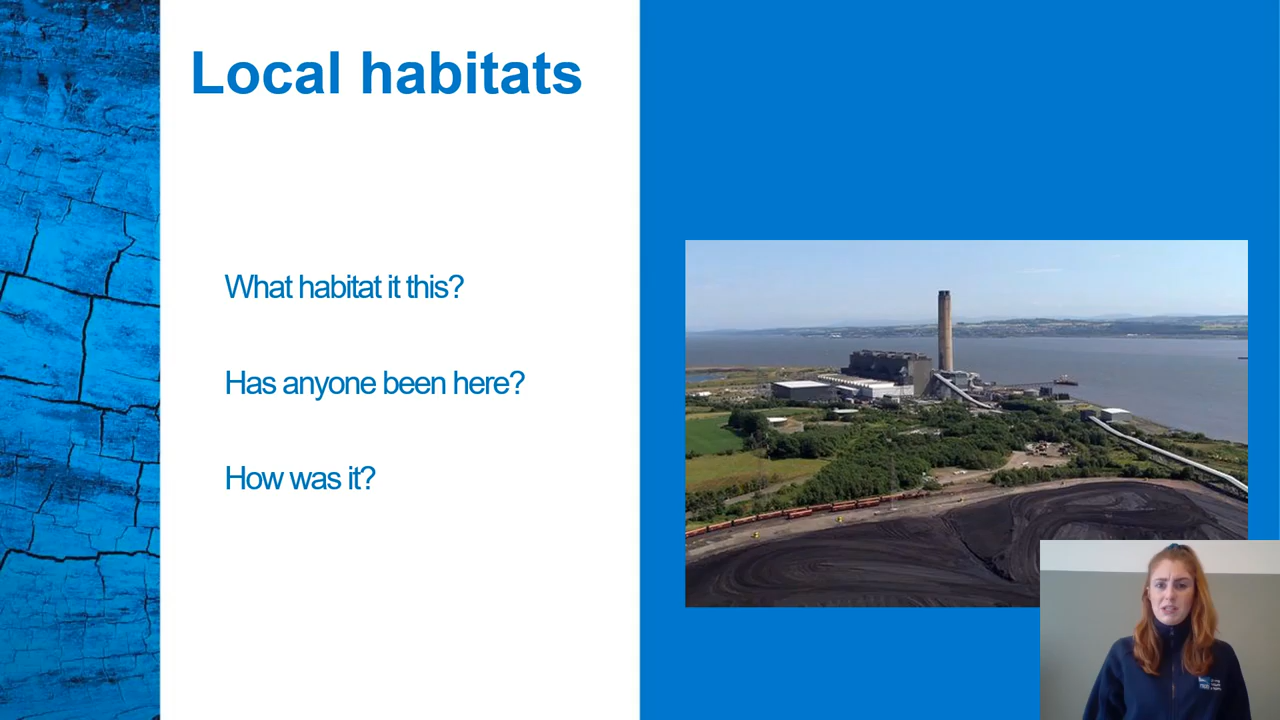 Local habitats
What habitat it this?
Has anyone been here?
How was it?